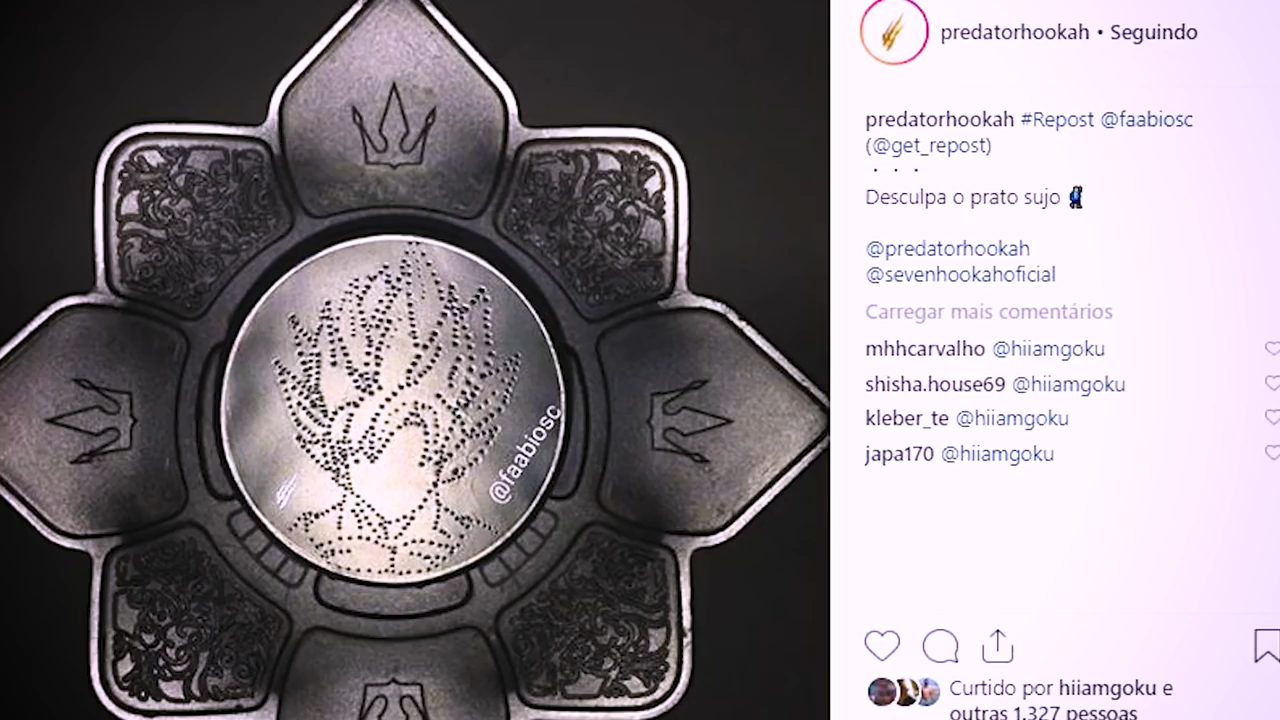 predatorhookah • Seguindo
predatorhookah #Repost @faabiosc
(@get_repost)
. . .
Desculpa o prato sujo
@predatorhookah
@sevenhookahoficial
Carregar mais comentários
mhhcarvalho @hiiamgoku
shisha.house69 @hiiamgoku
kleber_te @hiiamgoku
japa170 @hiiamgoku
Curtido por hiiamgoku e
outras 1.327 pessoas
@faabiosc